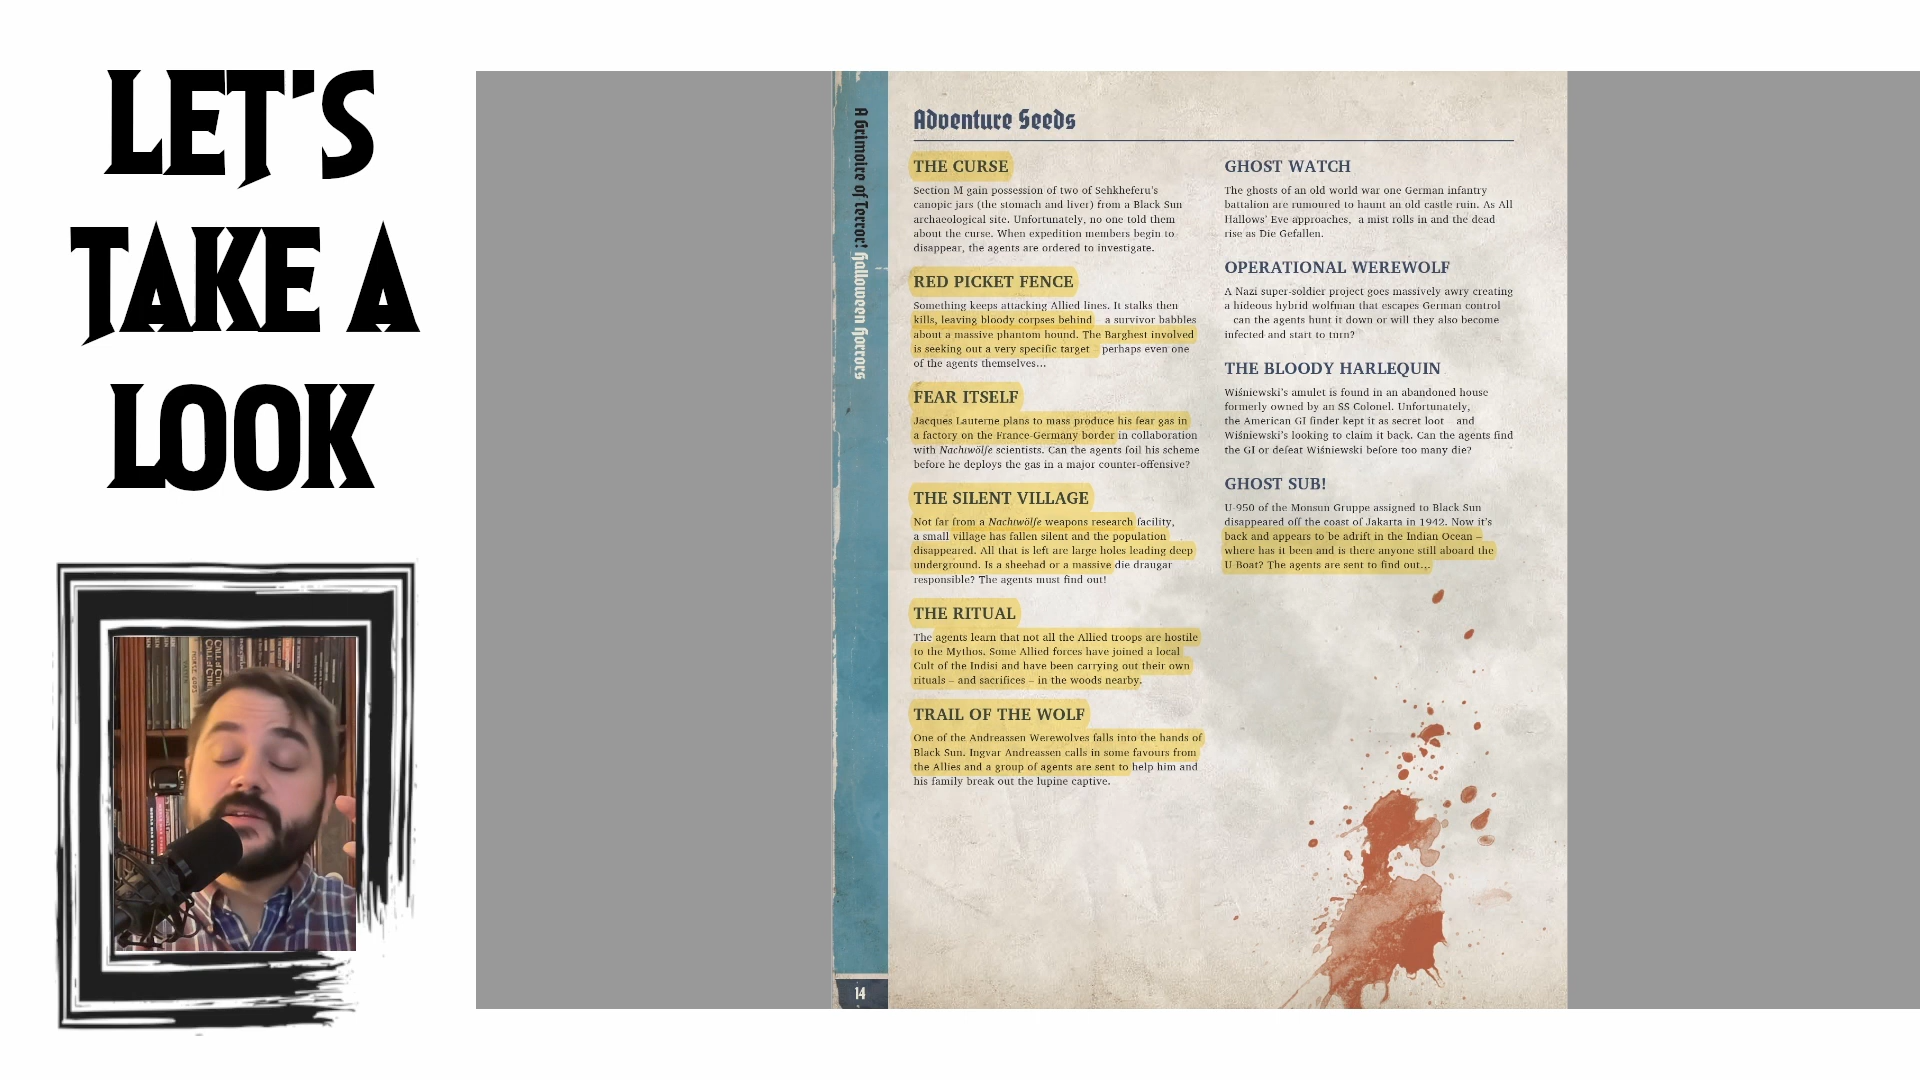 LET'S
TAKE A
LOOK
A Grimoire of Terror! Halloween Horrors
Adventure Seeds
THE CURSE
Section M gain possession of two of Sehkheferu's
canopic jars (the stomach and liver) from a Black Sun
archaeological site. Unfortunately, no one told them
about the curse. When expedition members begin to
disappear, the agents are ordered to investigate.
RED PICKET FENCE
Something keeps attacking Allied lines. It stalks then
kills, leaving bloody corpses behind – a survivor babbles
about a massive phantom hound. The Barghest involved
is seeking out a very specific target – perhaps even one
of the agents themselves…
FEAR ITSELF
Jacques Lauterne plans to mass produce his fear gas in
a factory on the France-Germany border in collaboration
with Nachtwölfe scientists. Can the agents foil his scheme
before he deploys the gas in a major counter-offensive?
THE SILENT VILLAGE
Not far from a Nachtwölfe weapons research facility,
a small village has fallen silent and the population
disappeared. All that is left are large holes leading deep
underground. Is a sheehad or a massive die draugar
responsible? The agents must find out!
THE RITUAL
The agents learn that not all the Allied troops are hostile
to the Mythos. Some Allied forces have joined a local
Cult of the Indisi and have been carrying out their own
rituals – and sacrifices – in the woods nearby.
TRAIL OF THE WOLF
One of the Andreassen Werewolves falls into the hands of
Black Sun. Ingvar Andreassen calls in some favours from
the Allies and a group of agents are sent to help him and
his family break out the lupine captive.
GHOST WATCH
The ghosts of an old world war one German infantry
battalion are rumoured to haunt an old castle ruin. As All
Hallows' Eve approaches, a mist rolls in and the dead
rise as Die Gefallen.
OPERATIONAL WEREWOLF
A Nazi super-soldier project goes massively awry creating
a hideous hybrid wolfman that escapes German control
can the agents hunt it down or will they also become
infected and start to turn?
THE BLOODY HARLEQUIN
Wiśniewski's amulet is found in an abandoned house
formerly owned by an SS Colonel. Unfortunately,
the American GI finder kept it as secret loot and
Wiśniewski's looking to claim it back. Can the agents find
the GI or defeat Wiśniewski before too many die?
GHOST SUB!
U-950 of the Monsun Gruppe assigned to Black Sun
disappeared off the coast of Jakarta in 1942. Now it's
back and appears to be adrift in the Indian Ocean –
where has it been and is there anyone still aboard the
U Boat? The agents are sent to find out…
14